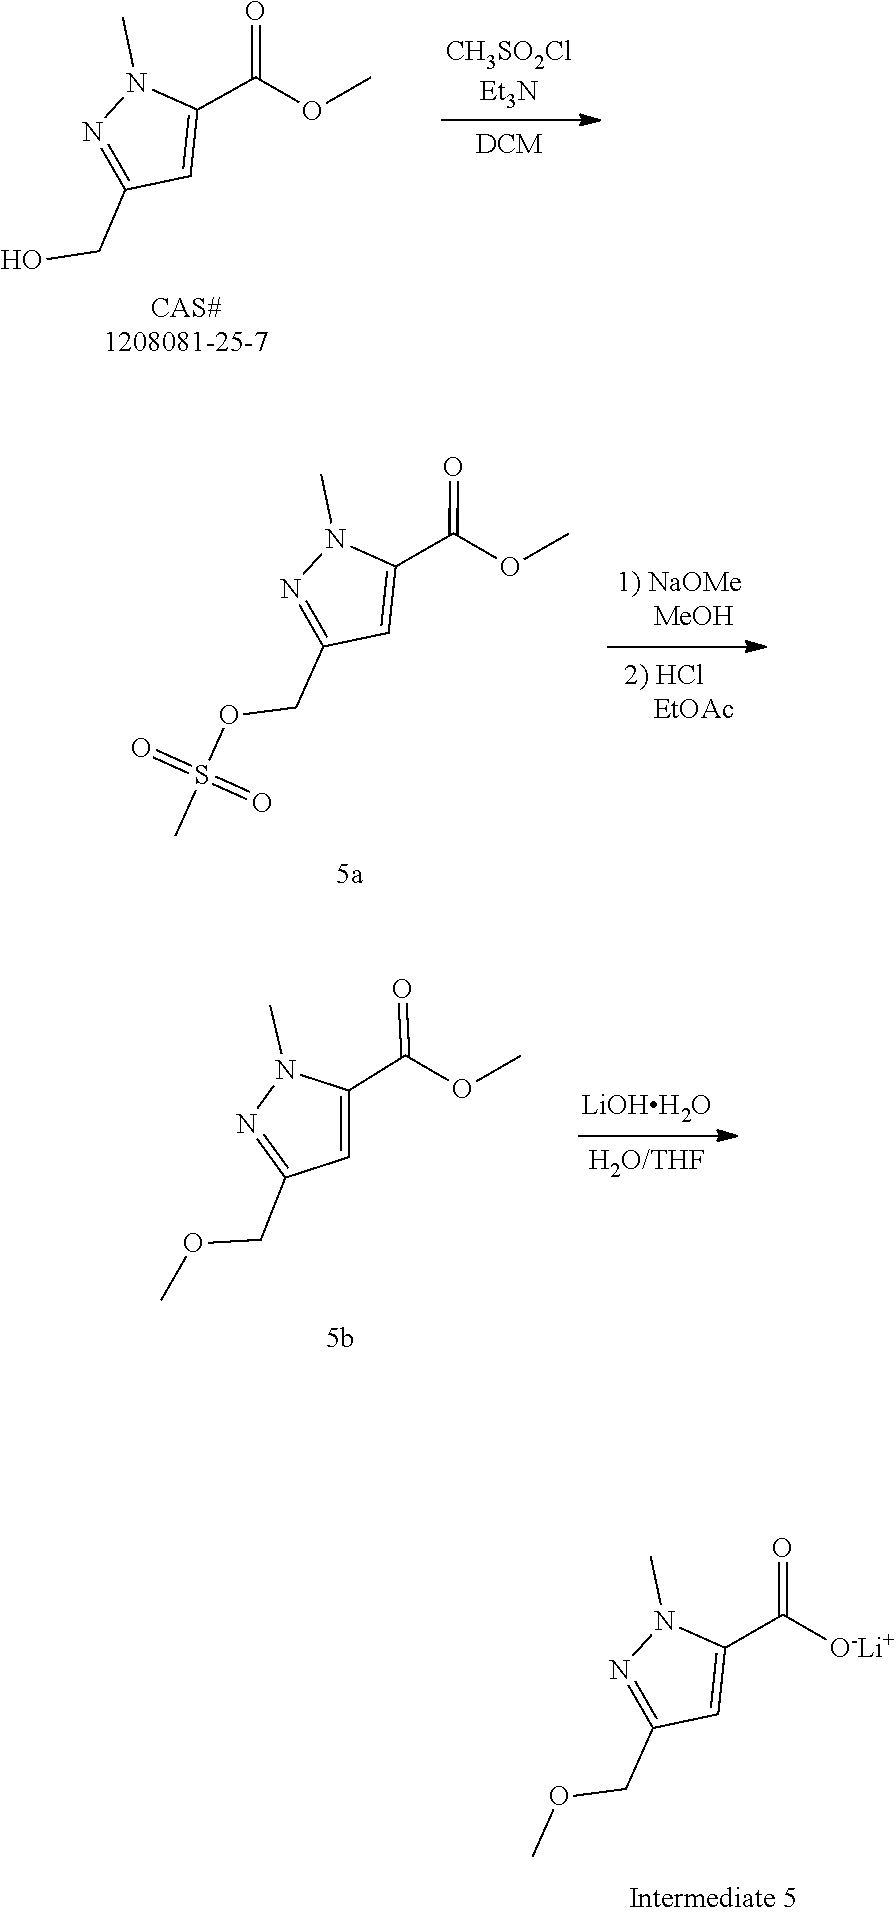 O
N
N
O
HO
CH₃SO₂Cl
Et₃N
DCM
CAS#
1208081-25-7
O
N
N
O
O
O
S
O
1) NaOMe
MeOH
2) HCl
EtOAc
5a
O
N
N
O
O
LiOH•H₂O
H₂O/THF
5b
O
N
N
O⁻Li⁺
O
Intermediate 5